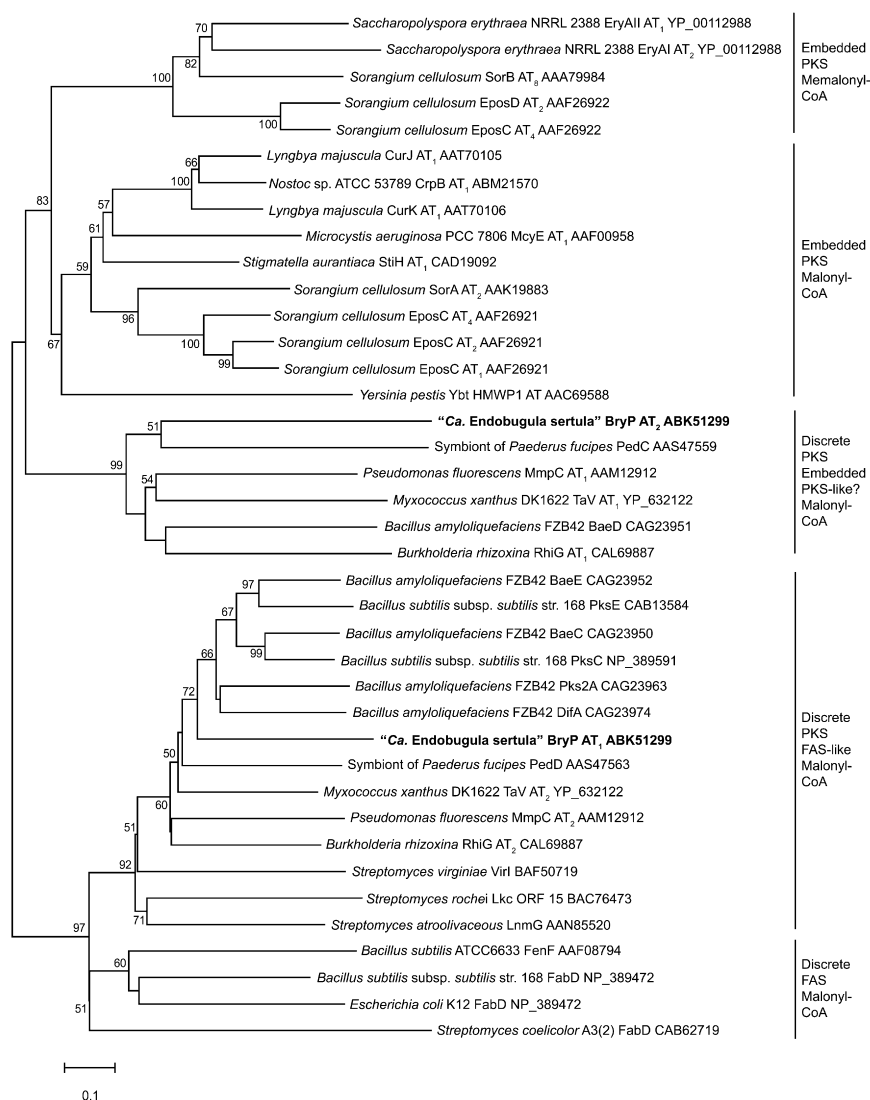 Saccharopolyspora erythraea NRRL 2388 EryAII AT1 YP_00112988
Saccharopolyspora erythraea NRRL 2388 EryAI AT2 YP_00112988
Sorangium cellulosum SorB AT8 AAA79984
Sorangium cellulosum EposD AT2 AAF26922
Sorangium cellulosum EposC AT4 AAF26922
Embedded
PKS
Memalonyl-
CoA
70
82
100
100
Lyngbya majuscula CurJ AT1 AAT70105
Nostoc sp. ATCC 53789 CrpB AT1 ABM21570
Lyngbya majuscula CurK AT1 AAT70106
Microcystis aeruginosa PCC 7806 McyE AT1 AAF00958
Stigmatella aurantiaca StiH AT1 CAD19092
Sorangium cellulosum SorA AT2 AAK19883
Sorangium cellulosum EposC AT4 AAF26921
Sorangium cellulosum EposC AT2 AAF26921
Sorangium cellulosum EposC AT1 AAF26921
Yersinia pestis Ybt HMWP1 AT AAC69588
Embedded
PKS
Malonyl-
CoA
66
100
83
57
61
59
96
100
67
99
“Ca. Endobugula sertula” BryP AT2 ABK51299
Symbiont of Paederus fucipes PedC AAS47559
Pseudomonas fluorescens MmpC AT1 AAM12912
Myxococcus xanthus DK1622 TaV AT1 YP_632122
Bacillus amyloliquefaciens FZB42 BaeD CAG23951
Burkholderia rhizoxina RhiG AT1 CAL69887
Discrete
PKS
Embedded
PKS-like?
Malonyl-
CoA
51
99
54
Bacillus amyloliquefaciens FZB42 BaeE CAG23952
Bacillus subtilis subsp. subtilis str. 168 PksE CAB13584
Bacillus amyloliquefaciens FZB42 BaeC CAG23950
Bacillus subtilis subsp. subtilis str. 168 PksC NP_389591
Bacillus amyloliquefaciens FZB42 Pks2A CAG23963
Bacillus amyloliquefaciens FZB42 DifA CAG23974
“Ca. Endobugula sertula” BryP AT1 ABK51299
Symbiont of Paederus fucipes PedD AAS47563
Myxococcus xanthus DK1622 TaV AT2 YP_632122
Pseudomonas fluorescens MmpC AT2 AAM12912
Burkholderia rhizoxina RhiG AT2 CAL69887
Streptomyces virginiae VirI BAF50719
Streptomyces rochei Lkc ORF 15 BAC76473
Streptomyces atroolivaceous LnmG AAN85520
Discrete
PKS
FAS-like
Malonyl-
CoA
97
67
66
99
72
50
60
51
92
71
97
Bacillus subtilis ATCC6633 FenF AAF08794
Bacillus subtilis subsp. subtilis str. 168 FabD NP_389472
Escherichia coli K12 FabD NP_389472
Streptomyces coelicolor A3(2) FabD CAB62719
Discrete
FAS
Malonyl-
CoA
60
51
0.1